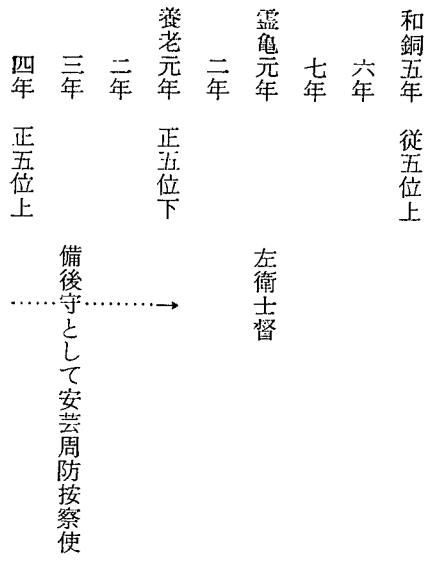 和銅五年 従五位上
六年
七年
霊亀元年 左衛士督
二年
養老元年 正五位下
二年
三年 備後守として安芸周防按察使
四年 正五位上